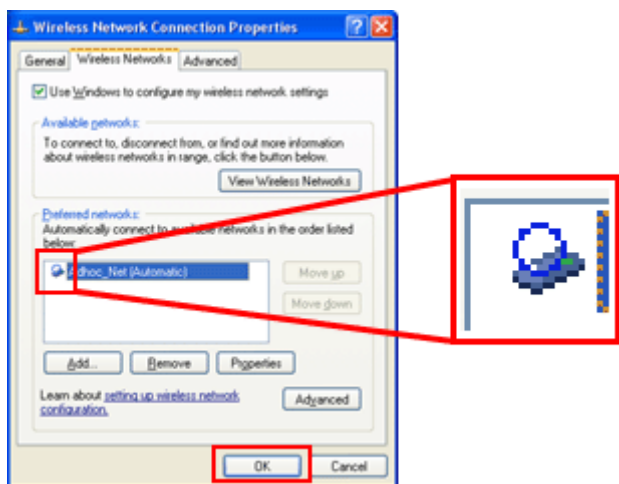 Wireless Network Connection Properties
General Wireless Networks Advanced
Use Windows to configure my wireless network settings
Available networks:
To connect to, disconnect from, or find out more information
about wireless networks in range, click the button below.
View Wireless Networks
Preferred networks:
Automatically connect to available networks in the order listed
below:
Adhoc_Net (Automatic)
Move up
Move down
Add... Remove Properties
Learn about setting up wireless network
configuration.
Advanced
OK Cancel